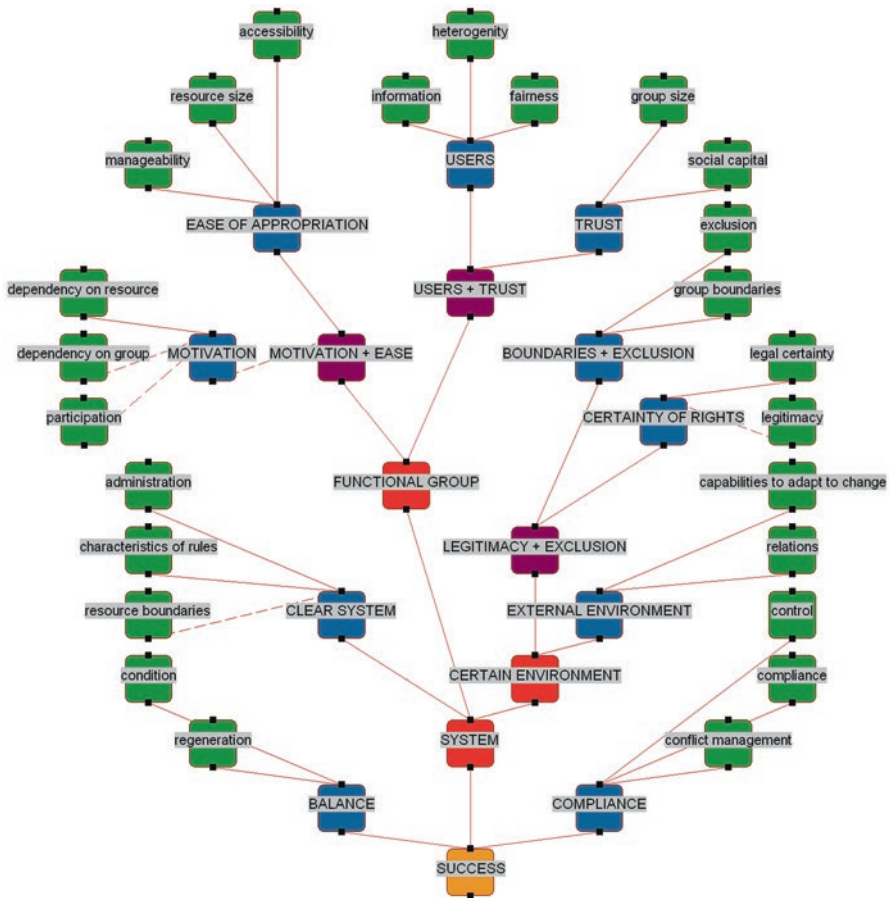 accessibility
heterogenity
resource size
information
fairness
group size
manageability
USERS
social capital
EASE OF APPROPRIATION
TRUST
exclusion
dependency on resource
USERS + TRUST
group boundaries
dependency on group
MOTIVATION
MOTIVATION + EASE
BOUNDARIES + EXCLUSION
legal certainty
participation
CERTAINTY OF RIGHTS
legitimacy
administration
FUNCTIONAL GROUP
capabilities to adapt to change
characteristics of rules
LEGITIMACY + EXCLUSION
relations
resource boundaries
CLEAR SYSTEM
EXTERNAL ENVIRONMENT
control
condition
CERTAIN ENVIRONMENT
compliance
regeneration
SYSTEM
conflict management
BALANCE
COMPLIANCE
SUCCESS